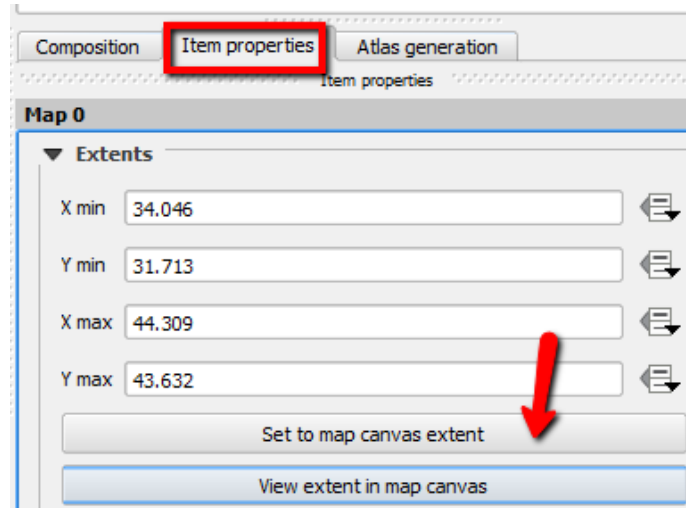 Composition Item properties Atlas generation
Item properties
Map 0
Extents
X min 34.046
Y min 31.713
X max 44.309
Y max 43.632
Set to map canvas extent
View extent in map canvas